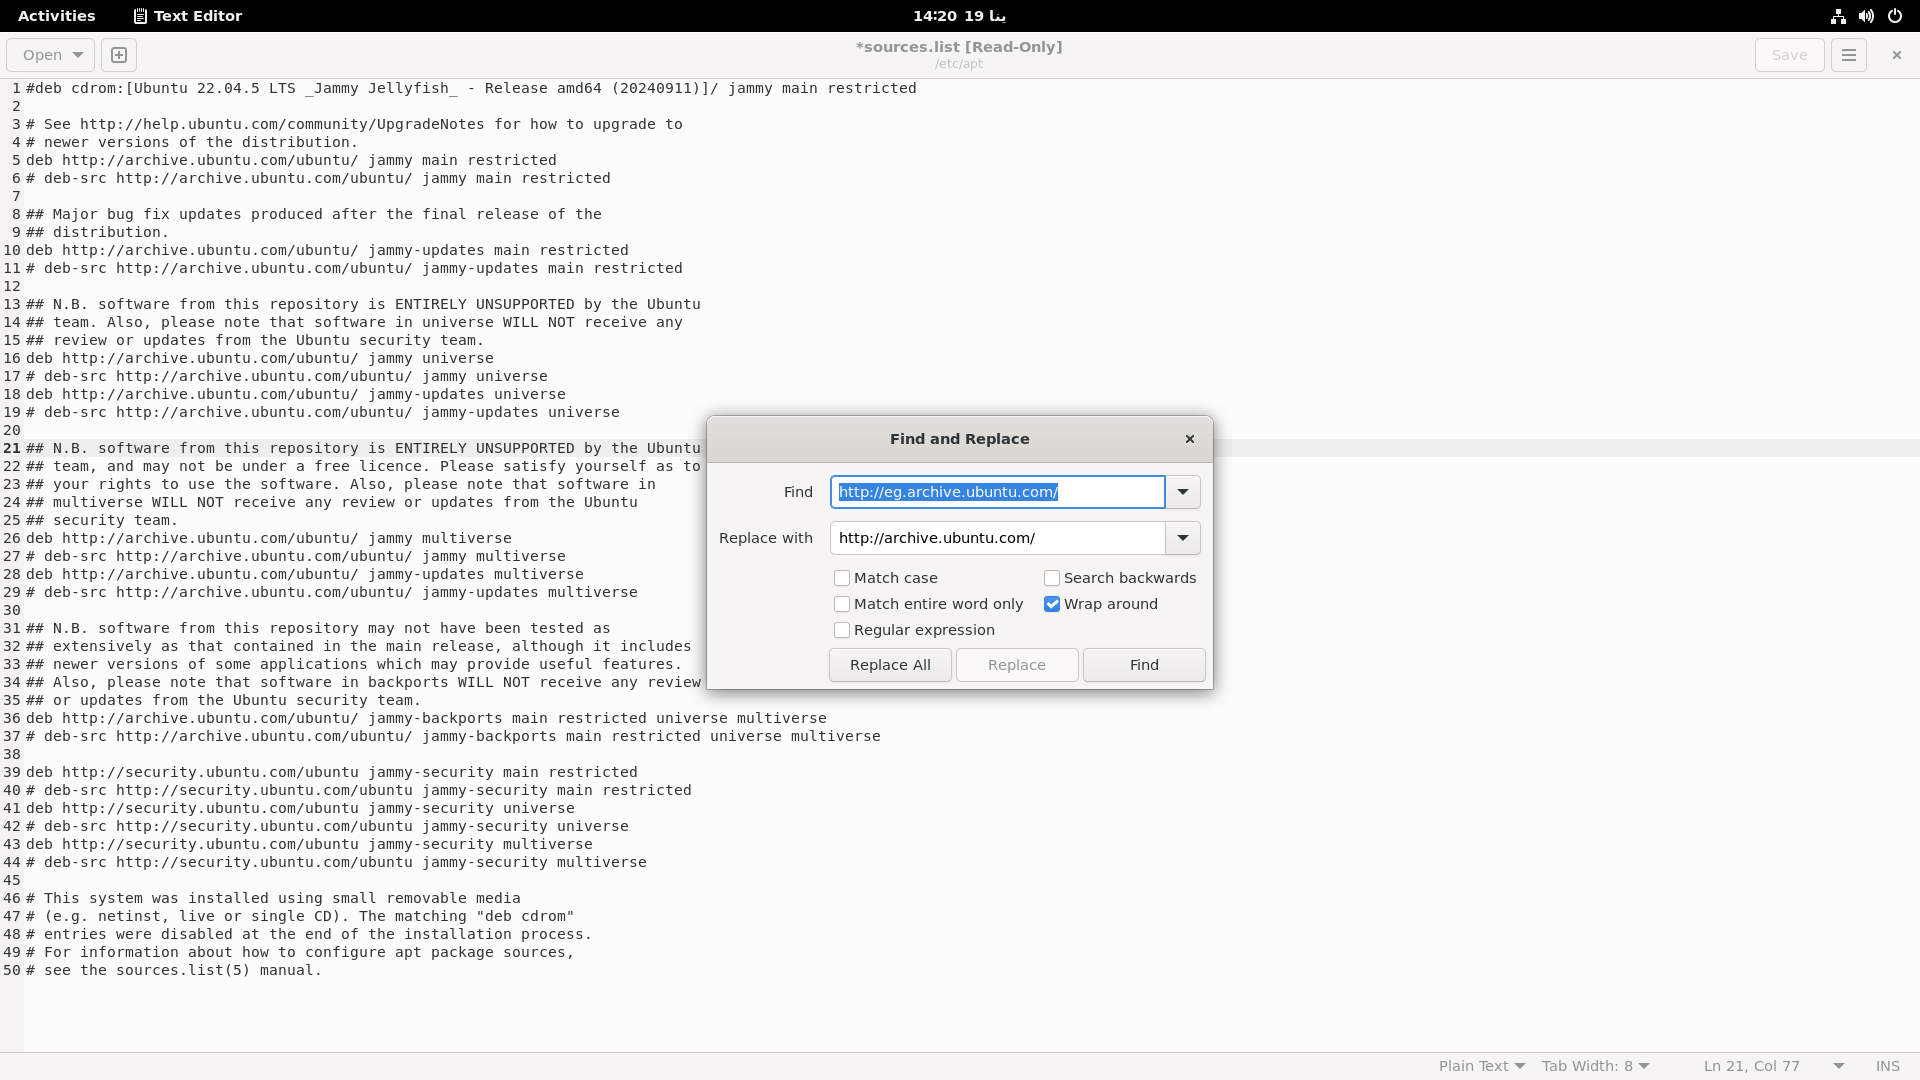 Activities
Text Editor
14:20 19 ينا
Open
*sources.list [Read-Only]
/etc/apt
Save
1 #deb cdrom:[Ubuntu 22.04.5 LTS _Jammy Jellyfish_ - Release amd64 (20240911)]/ jammy main restricted
2
3 # See http://help.ubuntu.com/community/UpgradeNotes for how to upgrade to
4 # newer versions of the distribution.
5 deb http://archive.ubuntu.com/ubuntu/ jammy main restricted
6 # deb-src http://archive.ubuntu.com/ubuntu/ jammy main restricted
7
8 ## Major bug fix updates produced after the final release of the
9 ## distribution.
10 deb http://archive.ubuntu.com/ubuntu/ jammy-updates main restricted
11 # deb-src http://archive.ubuntu.com/ubuntu/ jammy-updates main restricted
12
13 ## N.B. software from this repository is ENTIRELY UNSUPPORTED by the Ubuntu
14 ## team. Also, please note that software in universe WILL NOT receive any
15 ## review or updates from the Ubuntu security team.
16 deb http://archive.ubuntu.com/ubuntu/ jammy universe
17 # deb-src http://archive.ubuntu.com/ubuntu/ jammy universe
18 deb http://archive.ubuntu.com/ubuntu/ jammy-updates universe
19 # deb-src http://archive.ubuntu.com/ubuntu/ jammy-updates universe
20
21 ## N.B. software from this repository is ENTIRELY UNSUPPORTED by the Ubuntu
22 ## team, and may not be under a free licence. Please satisfy yourself as to
23 ## your rights to use the software. Also, please note that software in
24 ## multiverse WILL NOT receive any review or updates from the Ubuntu
25 ## security team.
26 deb http://archive.ubuntu.com/ubuntu/ jammy multiverse
27 # deb-src http://archive.ubuntu.com/ubuntu/ jammy multiverse
28 deb http://archive.ubuntu.com/ubuntu/ jammy-updates multiverse
29 # deb-src http://archive.ubuntu.com/ubuntu/ jammy-updates multiverse
30
31 ## N.B. software from this repository may not have been tested as
32 ## extensively as that contained in the main release, although it includes
33 ## newer versions of some applications which may provide useful features.
34 ## Also, please note that software in backports WILL NOT receive any review
35 ## or updates from the Ubuntu security team.
36 deb http://archive.ubuntu.com/ubuntu/ jammy-backports main restricted universe multiverse
37 # deb-src http://archive.ubuntu.com/ubuntu/ jammy-backports main restricted universe multiverse
38
39 deb http://security.ubuntu.com/ubuntu jammy-security main restricted
40 # deb-src http://security.ubuntu.com/ubuntu jammy-security main restricted
41 deb http://security.ubuntu.com/ubuntu jammy-security universe
42 # deb-src http://security.ubuntu.com/ubuntu jammy-security universe
43 deb http://security.ubuntu.com/ubuntu jammy-security multiverse
44 # deb-src http://security.ubuntu.com/ubuntu jammy-security multiverse
45
46 # This system was installed using small removable media
47 # (e.g. netinst, live or single CD). The matching "deb cdrom"
48 # entries were disabled at the end of the installation process.
49 # For information about how to configure apt package sources,
50 # see the sources.list(5) manual.
Find and Replace
Find http://eg.archive.ubuntu.com/
Replace with http://archive.ubuntu.com/
Match case Search backwards
Match entire word only Wrap around
Regular expression
Replace All Replace Find
Plain Text Tab Width: 8 Ln 21, Col 77 INS